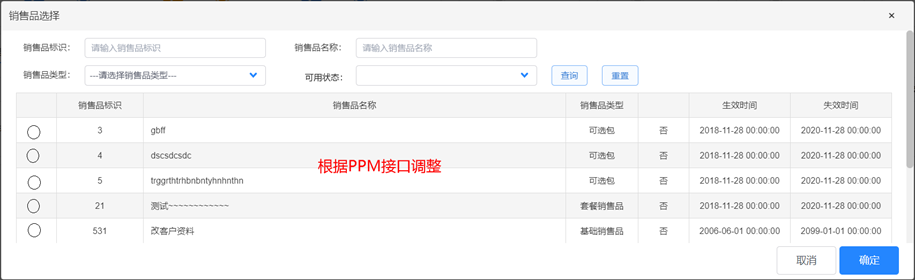 销售品选择 ×
销售品标识： 请输入销售品标识 销售品名称： 请输入销售品名称
销售品类型： ---请选择销售品类型--- 可用状态： 查询 重置
销售品标识 销售品名称 销售品类型 生效时间 失效时间
3 gbff 可选包 否 2018-11-28 00:00:00 2020-11-28 00:00:00
4 dscsdcsdc 可选包 否 2018-11-28 00:00:00 2020-11-28 00:00:00
根据PPM接口调整
5 trggrthtrhbnbntyhnhnthn 可选包 否 2018-11-28 00:00:00 2020-11-28 00:00:00
21 测试~~~~~~~~~~~~ 套餐销售品 否 2018-11-28 00:00:00 2020-11-28 00:00:00
531 改客户资料 基础销售品 否 2006-06-01 00:00:00 2099-01-01 00:00:00
取消 确定